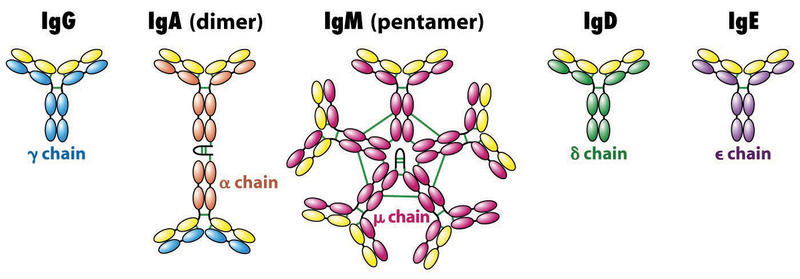 IgG
IgA (dimer)
IgM (pentamer)
IgD
IgE
γ chain
α chain
μ chain
δ chain
ϵ chain